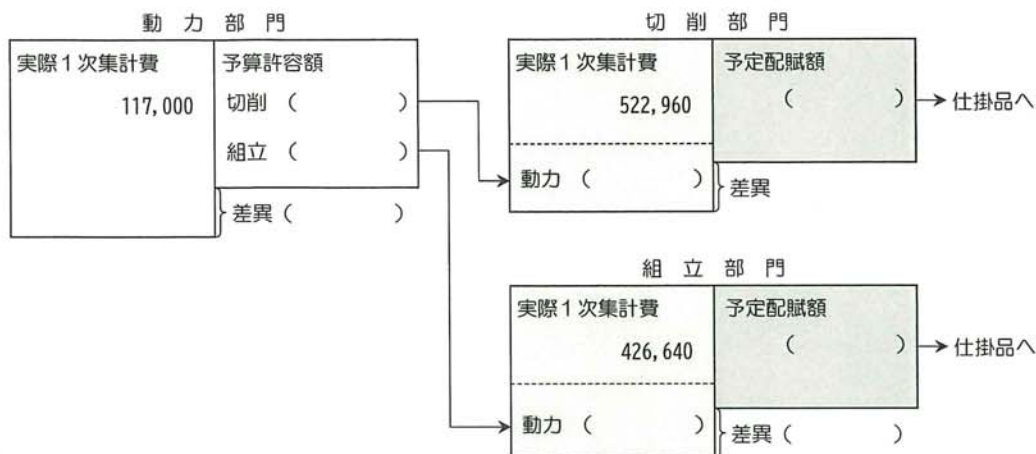 動力部門
実際1次集計費
117,000
予算許容額
切削 ( )
組立 ( )
差異 ( )
切削部門
実際1次集計費
522,960
動力 ( )
予定配賦額
( )
差異
仕掛品へ
組立部門
実際1次集計費
426,640
動力 ( )
予定配賦額
( )
差異 ( )
仕掛品へ